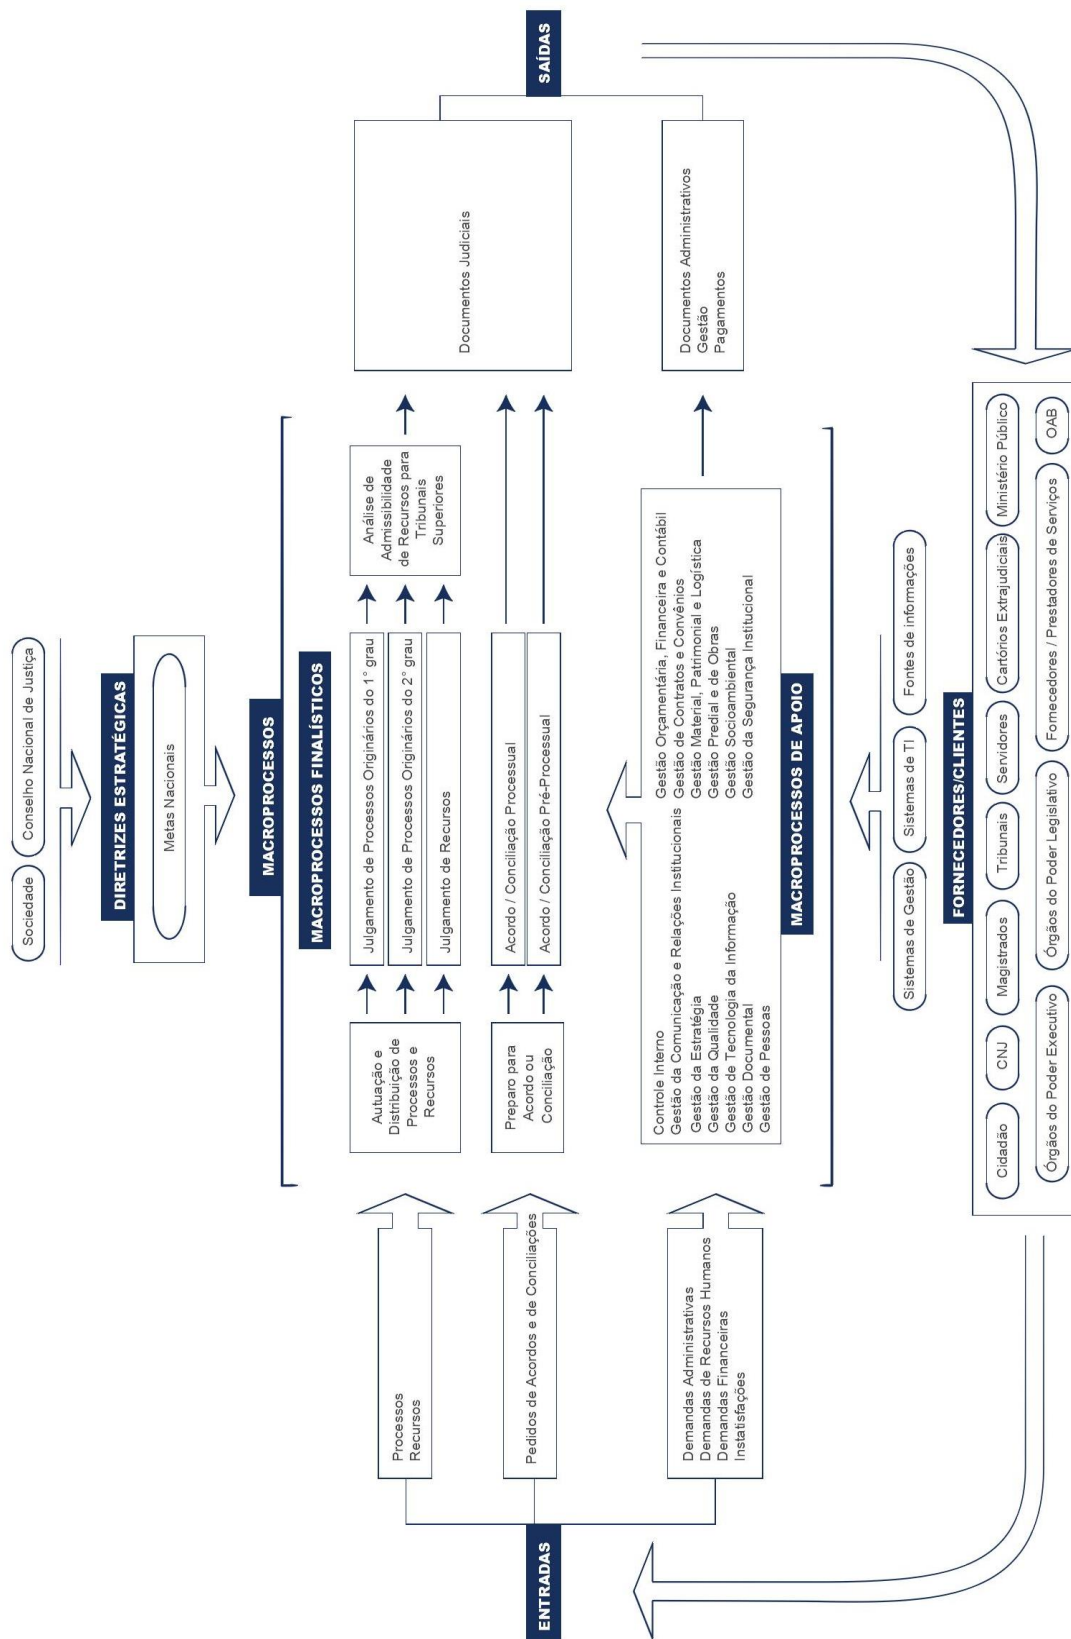 Sociedade
Conselho Nacional de Justiça
DIRETRIZES ESTRATÉGICAS
Metas Nacionais
MACROPROCESSOS
MACROPROCESSOS FINALÍSTICOS
ENTRADAS
Processos
Recursos
Pedidos de Acordos e de Conciliações
Demandas Administrativas
Demandas de Recursos Humanos
Demandas Financeiras
Instatisfações
Autuação e
Distribuição de
Processos e
Recursos
Preparo para
Acordo ou
Conciliação
Julgamento de Processos Originários do 1° grau
Julgamento de Processos Originários do 2° grau
Julgamento de Recursos
Acordo / Conciliação Processual
Acordo / Conciliação Pré-Processual
Análise de
Admissibilidade
de Recursos para
Tribunais
Superiores
Controle Interno
Gestão da Comunicação e Relações Institucionais
Gestão da Estratégia
Gestão da Qualidade
Gestão de Tecnologia da Informação
Gestão Documental
Gestão de Pessoas
Gestão Orçamentária, Financeira e Contábil
Gestão de Contratos e Convênios
Gestão Material, Patrimonial e Logística
Gestão Predial e de Obras
Gestão Socioambiental
Gestão da Segurança Institucional
MACROPROCESSOS DE APOIO
Documentos Judiciais
Documentos Administrativos
Gestão
Pagamentos
SAÍDAS
Sistemas de Gestão
Sistemas de TI
Fontes de informações
FORNECEDORES/CLIENTES
Cidadão
CNJ
Magistrados
Tribunais
Servidores
Cartórios Extrajudiciais
Ministério Público
Órgãos do Poder Executivo
Órgãos do Poder Legislativo
Fornecedores / Prestadores de Serviços
OAB